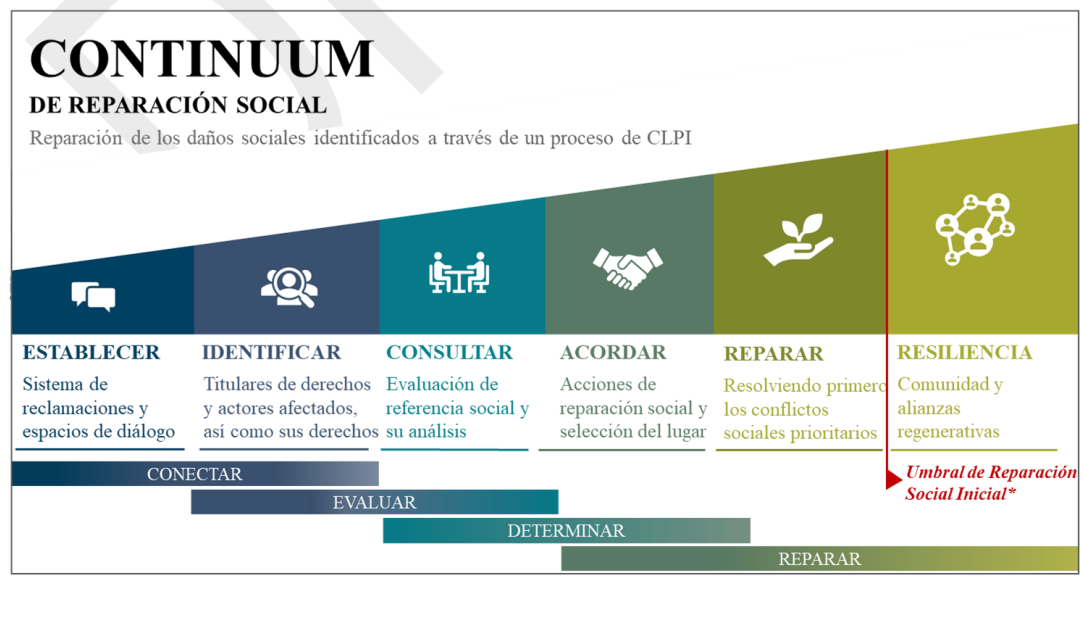 CONTINUUM
DE REPARACIÓN SOCIAL
Reparación de los daños sociales identificados a través de un proceso de CLPI
ESTABLECER
Sistema de
reclamaciones y
espacios de diálogo
IDENTIFICAR
Titulares de derechos
y actores afectados,
así como sus derechos
CONSULTAR
Evaluación de
referencia social y
su análisis
ACORDAR
Acciones de
reparación social y
selección del lugar
REPARAR
Resolviendo primero
los conflictos
sociales prioritarios
RESILIENCIA
Comunidad y
alianzas
regenerativas
Umbral de Reparación
Social Inicial*
CONECTAR
EVALUAR
DETERMINAR
REPARAR